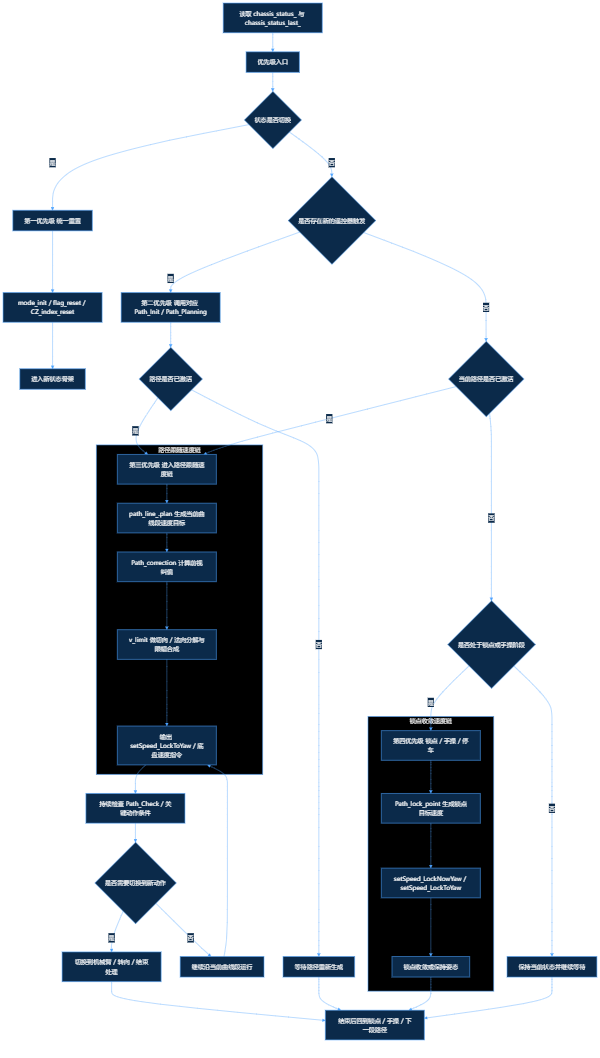 读取 chassis_status_ 与
chassis_status_last_
优先级入口
状态是否切换
是
否
第一优先级 统一重置
是否存在新的遥控器触发
mode_init / flag_reset /
CZ_index_reset
是
第二优先级 调用对应
Path_Init / Path_Planning
否
进入新状态骨架
路径是否已激活
当前路径是否已激活
是
是
路径跟随速度链
第三优先级 进入路径跟随速
度链
path_line_.plan 生成当前曲
线段速度目标
否
Path_correction 计算前视
纠偏
v_limit 做切向 / 法向分解与
限幅合成
否
是否处于锁点或手操阶段
是
输出
setSpeed_LockToYaw / 底
盘速度指令
锁点收敛速度链
第四优先级 锁点 / 手操 / 停
车
持续检查 Path_Check / 关
键动作条件
Path_lock_point 生成锁点
目标速度
否
是否需要切换到新动作
setSpeed_LockNowYaw /
setSpeed_LockToYaw
是
否
切换到机械臂 / 转向 / 结束
处理
继续沿当前曲线段运行
等待路径重新生成
锁点收敛或保持姿态
保持当前状态并继续等待
结束后回到锁点 / 手操 / 下
一段路径